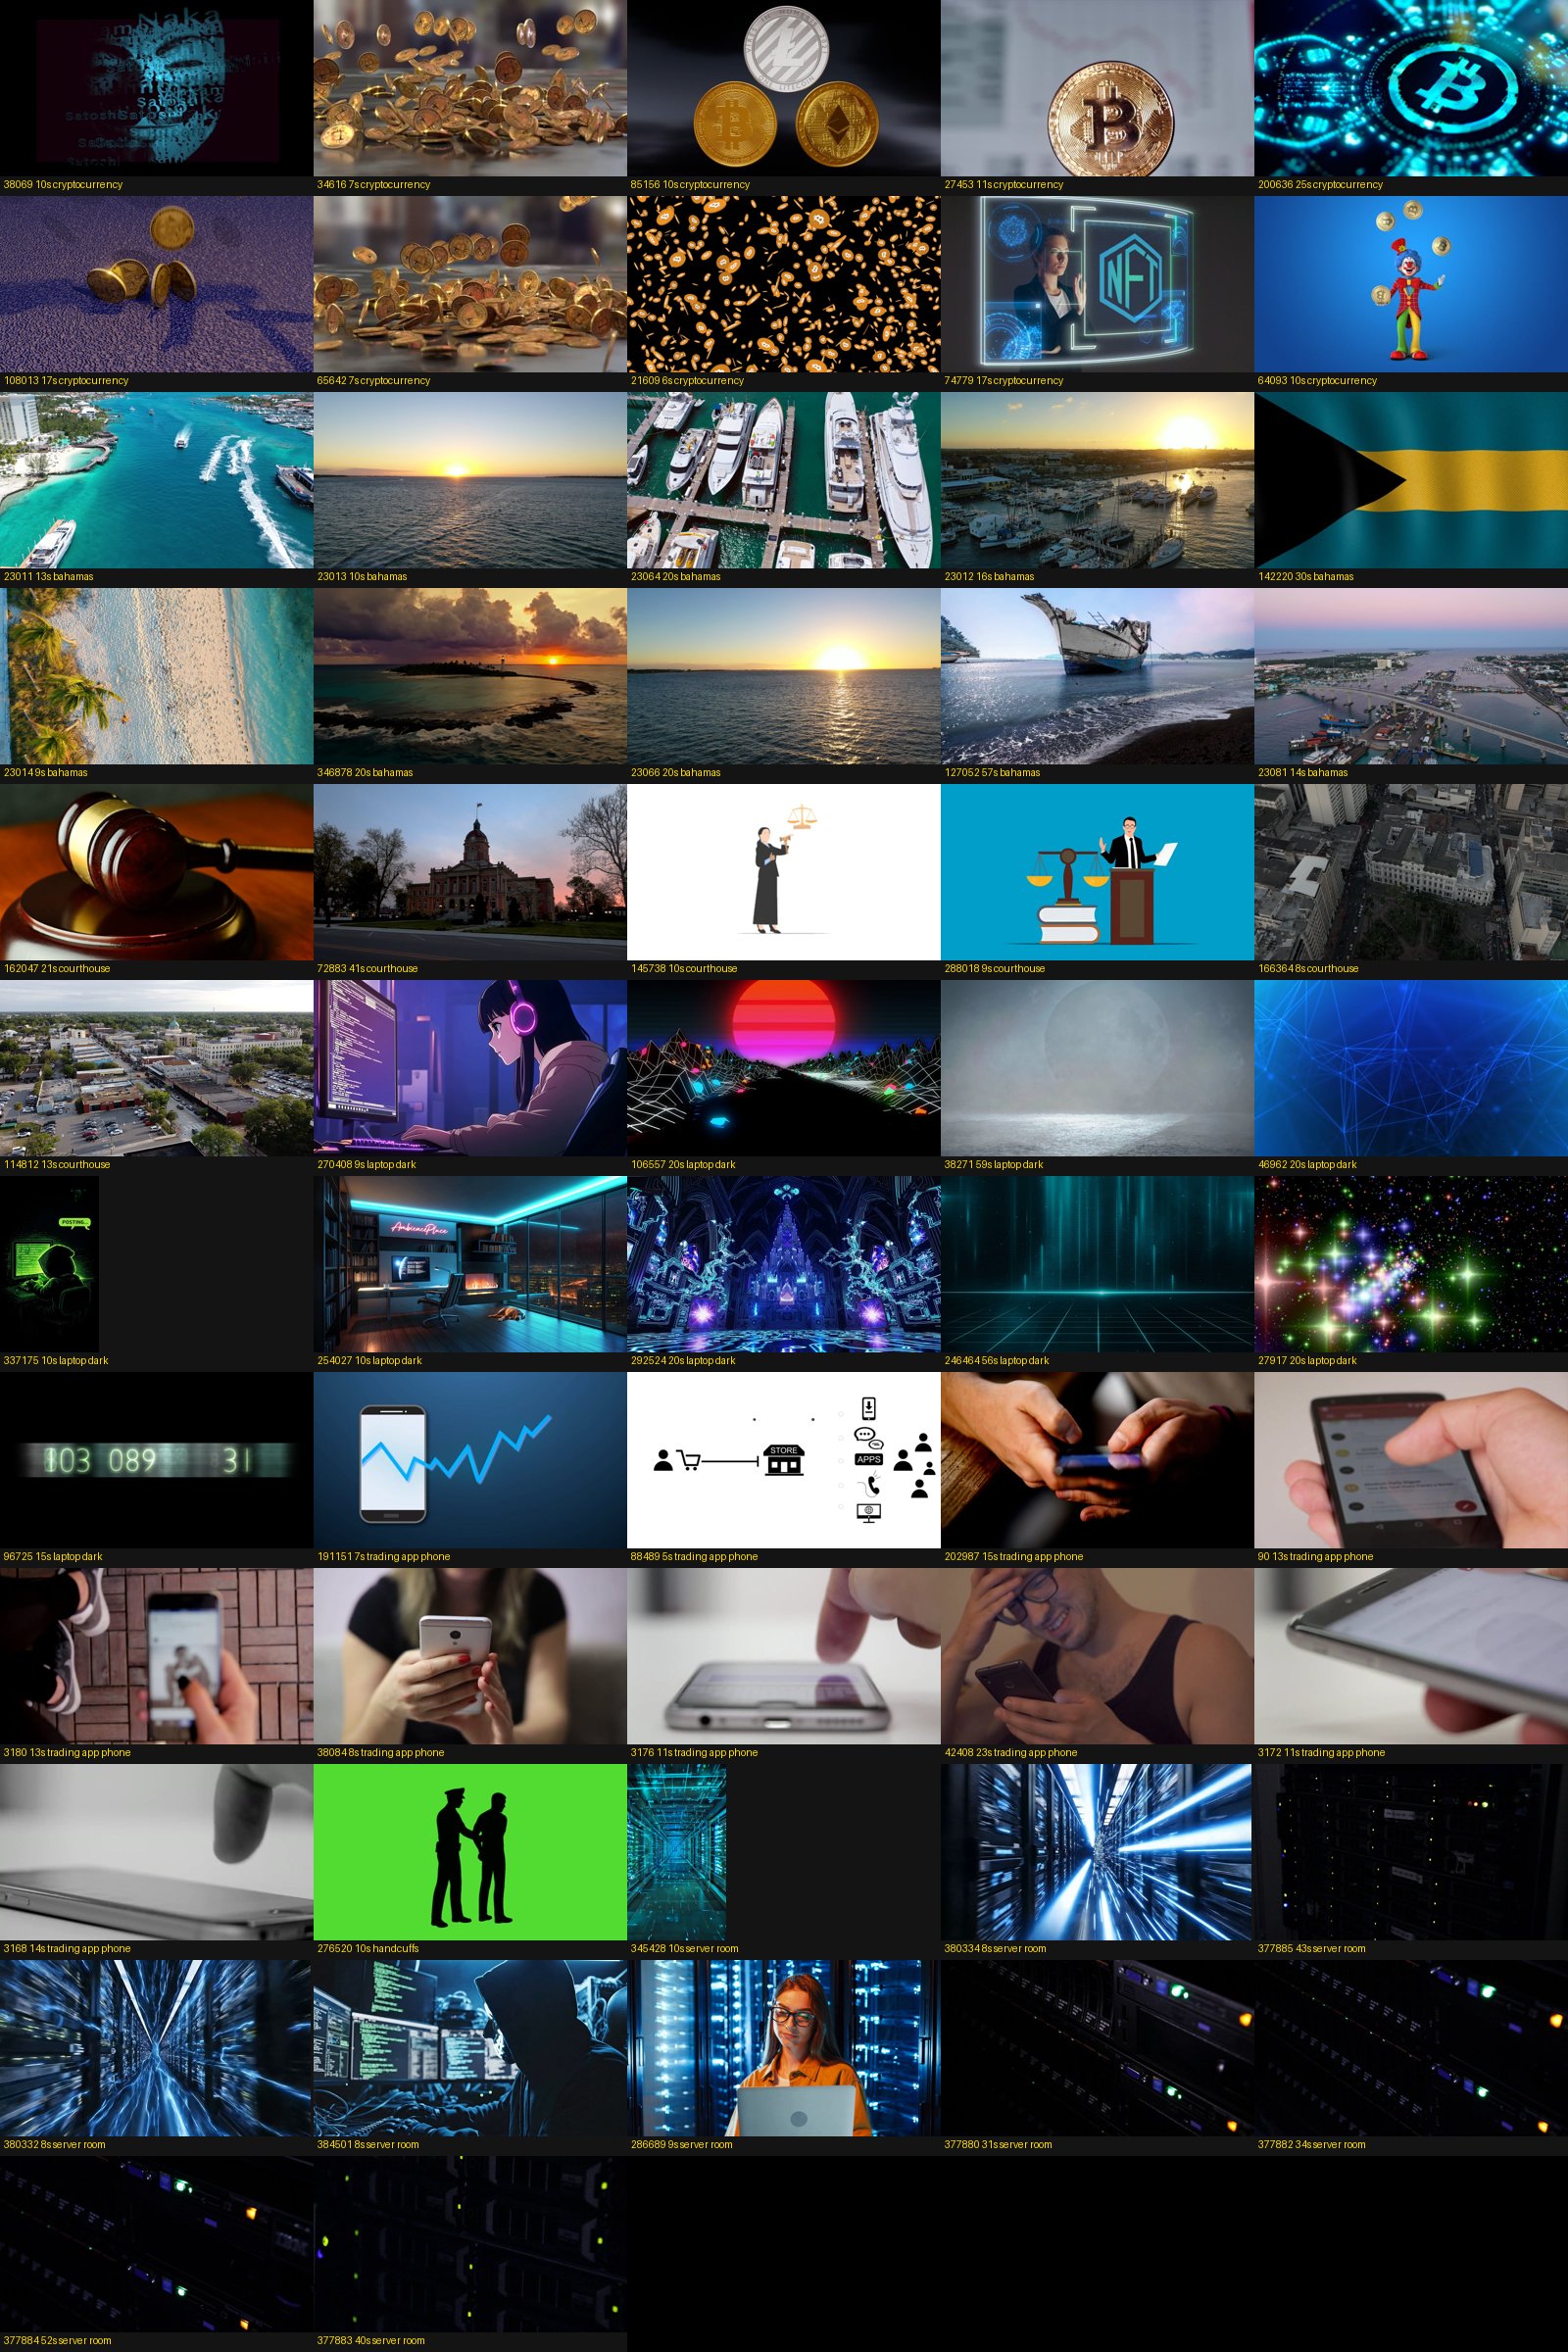 Naka
Satoshi
38069 10s cryptocurrency
34616 7s cryptocurrency
85156 10s cryptocurrency
27453 11s cryptocurrency
200636 25s cryptocurrency
NFT
108013 17s cryptocurrency
65642 7s cryptocurrency
21609 6s cryptocurrency
74779 17s cryptocurrency
64093 10s cryptocurrency
23011 13s bahamas
23013 10s bahamas
23064 20s bahamas
23012 16s bahamas
142220 30s bahamas
23014 9s bahamas
346878 20s bahamas
23066 20s bahamas
127052 57s bahamas
23081 14s bahamas
162047 21s courthouse
72883 41s courthouse
145738 10s courthouse
288018 9s courthouse
166364 8s courthouse
114812 13s courthouse
270408 9s laptop dark
106557 20s laptop dark
38271 59s laptop dark
46962 20s laptop dark
POSTING...
AmbiencePlace
337175 10s laptop dark
254027 10s laptop dark
292524 20s laptop dark
246464 56s laptop dark
27917 20s laptop dark
103 089 31
STORE
APPS
96725 15s laptop dark
191151 7s trading app phone
88489 5s trading app phone
202987 15s trading app phone
90 13s trading app phone
3180 13s trading app phone
38084 8s trading app phone
3176 11s trading app phone
42408 23s trading app phone
3172 11s trading app phone
3168 14s trading app phone
276520 10s handcuffs
345428 10s server room
380334 8s server room
377885 43s server room
380332 8s server room
384501 8s server room
286689 9s server room
377880 31s server room
377882 34s server room
377884 52s server room
377883 40s server room